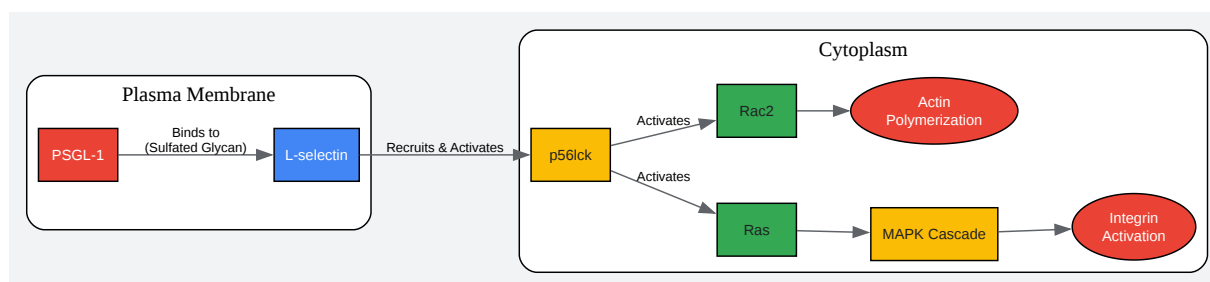 Plasma Membrane
PSGL-1
Binds to
(Sulfated Glycan)
L-selectin
Recruits & Activates
Cytoplasm
p56lck
Activates
Rac2
Actin
Polymerization
Activates
Ras
MAPK Cascade
Integrin
Activation